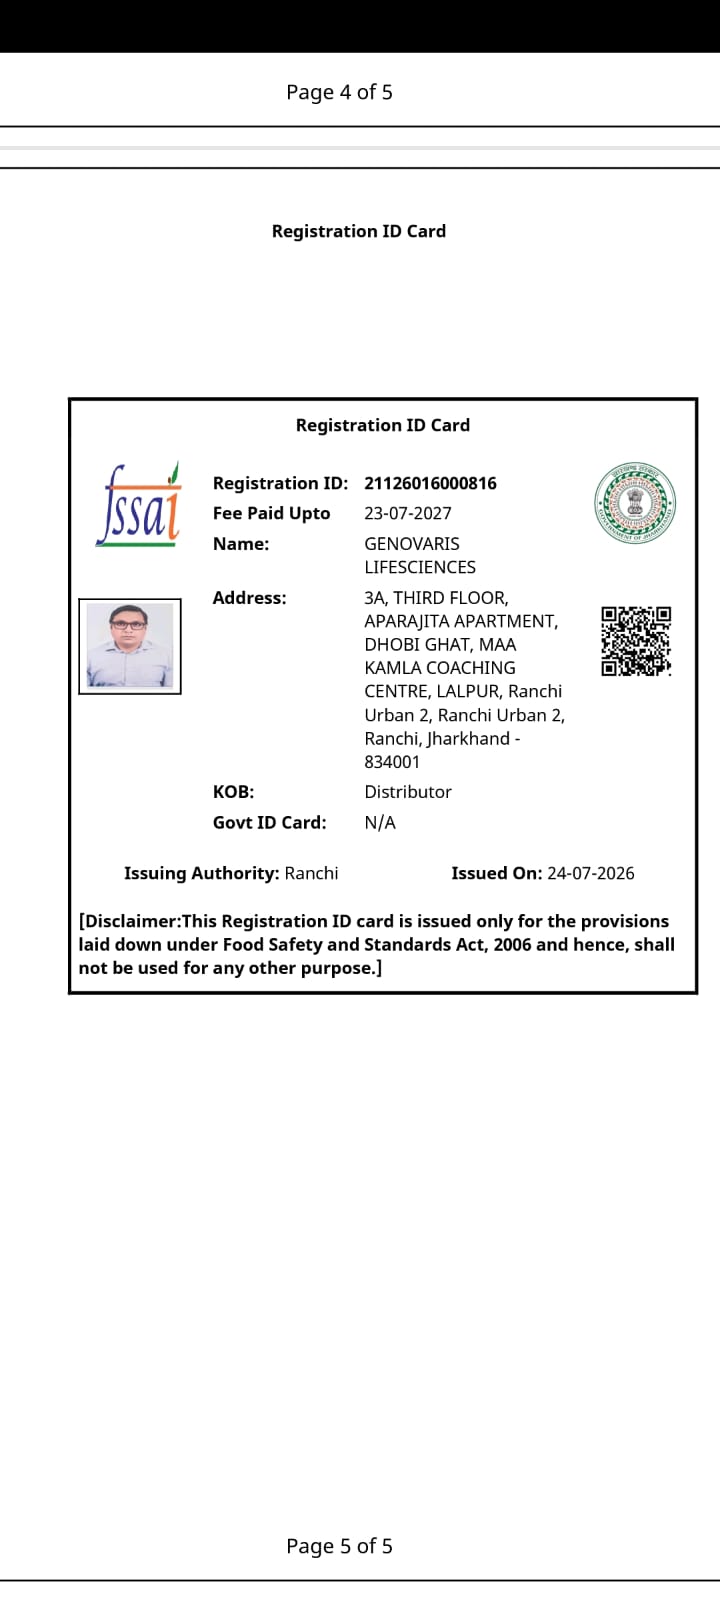 Page 4 of 5
Registration ID Card
Registration ID Card
fssai
Registration ID: 21126016000816
Fee Paid Upto 23-07-2027
Name: GENOVARIS
LIFESCIENCES
Address: 3A, THIRD FLOOR,
APARAJITA APARTMENT,
DHOBI GHAT, MAA
KAMLA COACHING
CENTRE, LALPUR, Ranchi
Urban 2, Ranchi Urban 2,
Ranchi, Jharkhand -
834001
KOB: Distributor
Govt ID Card: N/A
Issuing Authority: Ranchi Issued On: 24-07-2026
[Disclaimer:This Registration ID card is issued only for the provisions
laid down under Food Safety and Standards Act, 2006 and hence, shall
not be used for any other purpose.]
Page 5 of 5